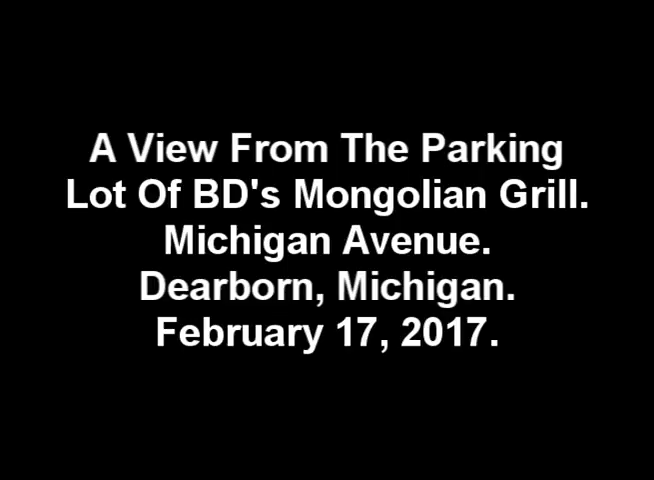 A View From The Parking
Lot Of BD's Mongolian Grill.
Michigan Avenue.
Dearborn, Michigan.
February 17, 2017.